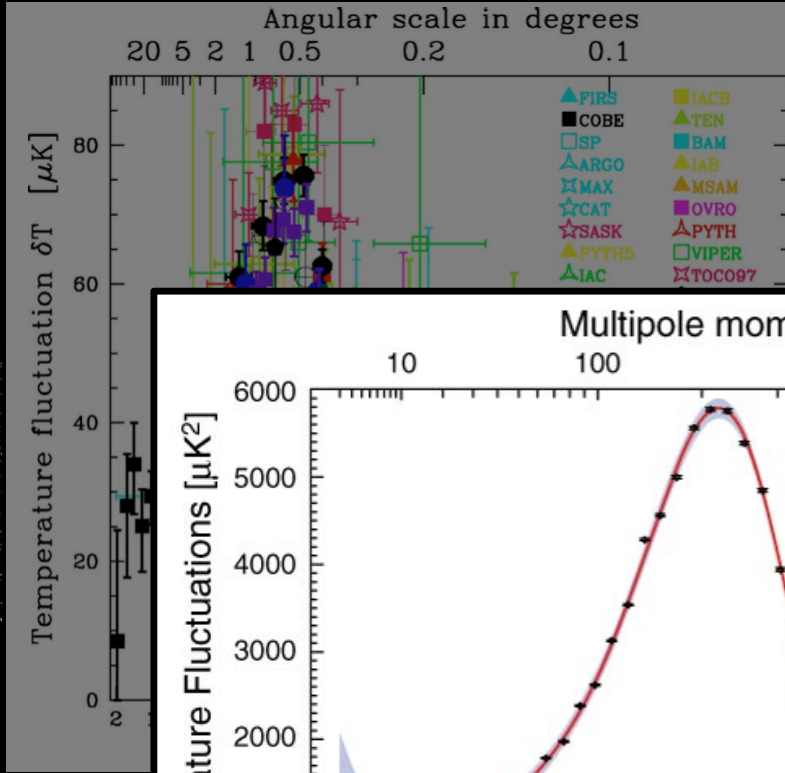 Angular scale in degrees
20 5 2 1 0.5 0.2 0.1
Temperature fluctuation δT [μK]
80
60
40
20
0
2
FIRS IACB
COBE TEN
SP BAM
ARGO IAB
MAX MSAM
CAT OVRO
SASK PYTH
PYTH5 VIPER
IAC TOCO97
Multipole mom
10 100
ature Fluctuations [μK²]
6000
5000
4000
3000
2000